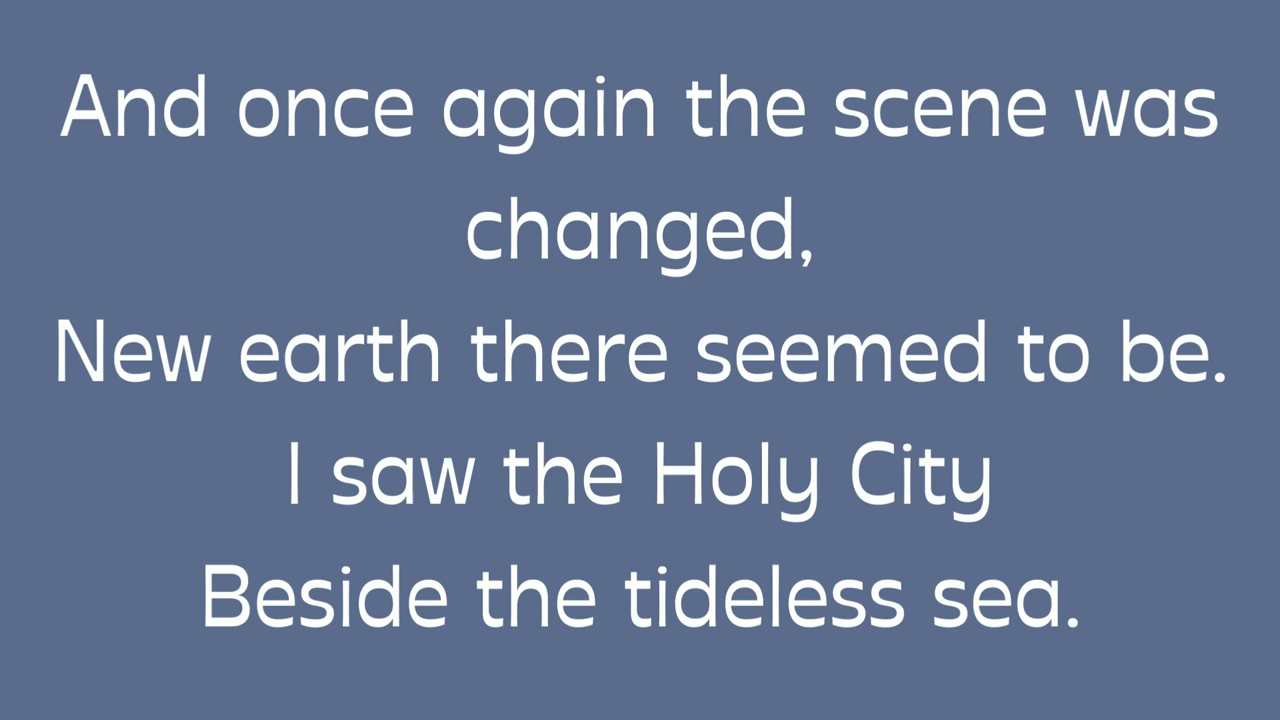 And once again the scene was
changed,
New earth there seemed to be.
I saw the Holy City
Beside the tideless sea.